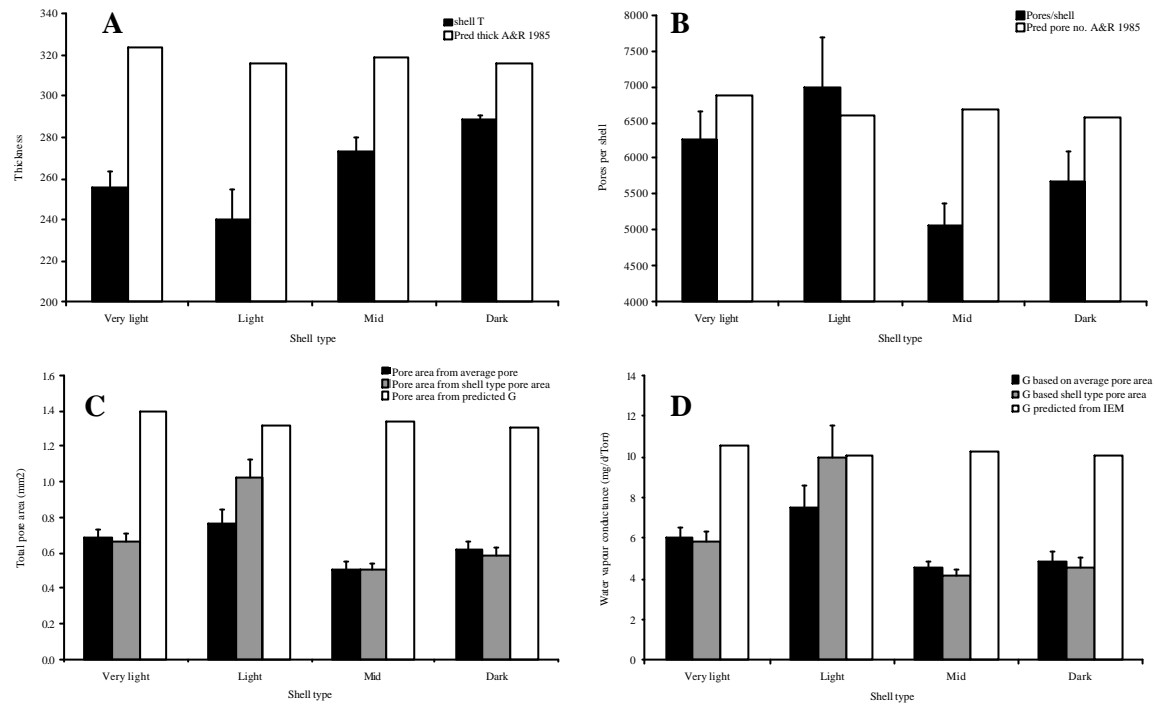 A
shell T
Pred thick A&R 1985
340
320
300
280
260
240
220
200
Thickness
Very light Light Mid Dark
Shell type
B
Pores/shell
Pred pore no. A&R 1985
8000
7500
7000
6500
6000
5500
5000
4500
4000
Pores per shell
Very light Light Mid Dark
Shell type
C
Pore area from average pore
Pore area from shell type pore area
Pore area from predicted G
1.6
1.4
1.2
1.0
0.8
0.6
0.4
0.2
0.0
Total pore area (mm2)
Very light Light Mid Dark
Shell type
D
G based on average pore area
G based shell type pore area
G predicted from IEM
14
12
10
8
6
4
2
0
Water vapour conductance (mg/d/Torr)
Very light Light Mid Dark
Shell type